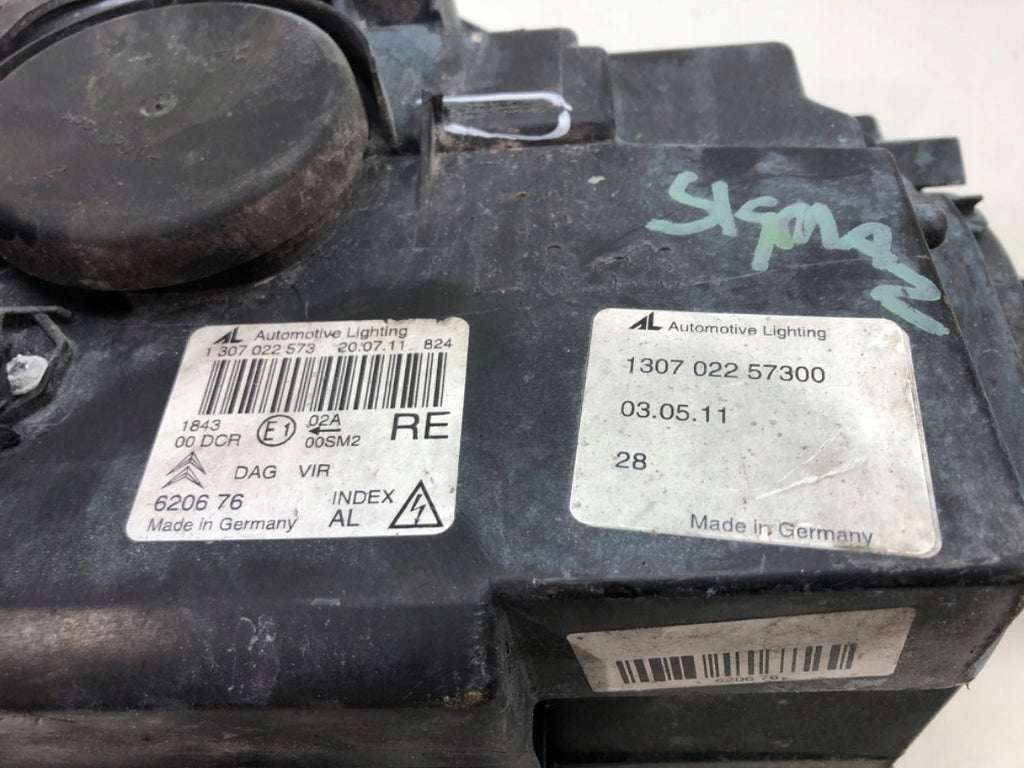 Sigma
AL Automotive Lighting
1 307 022 573 20.07.11 824
1843 02A
00 DCR E1 00SM2 RE
DAG VIR
6206 76 INDEX
Made in Germany AL
AL Automotive Lighting
1307 022 57300
03.05.11
28
Made in Germany
6206 76